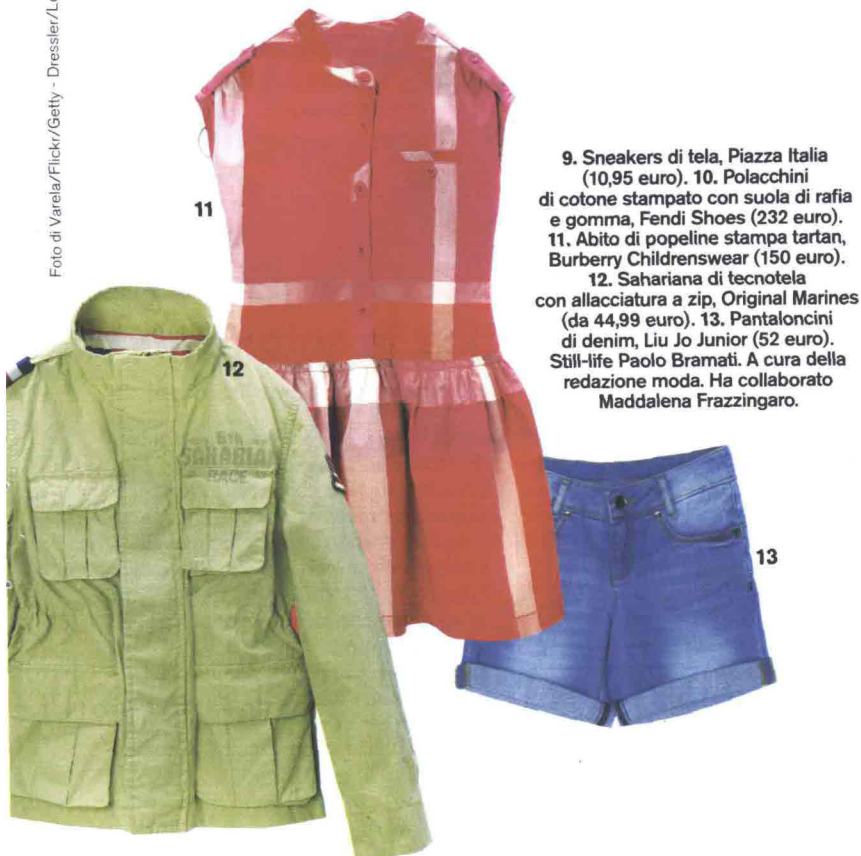 Foto di Varela/Flickr/Getty - Dressler/
11
9. Sneakers di tela, Piazza Italia
(10,95 euro). 10. Polacchini
di cotone stampato con suola di rafia
e gomma, Fendi Shoes (232 euro).
11. Abito di popeline stampa tartan,
Burberry Childrenswear (150 euro).
12. Sahariana di tecnotela
con allacciatura a zip, Original Marines
(da 44,99 euro). 13. Pantaloncini
di denim, Liu Jo Junior (52 euro).
Still-life Paolo Bramati. A cura della
redazione moda. Ha collaborato
Maddalena Frazzingaro.
12
6TH
SAHARIAN
RACE
13